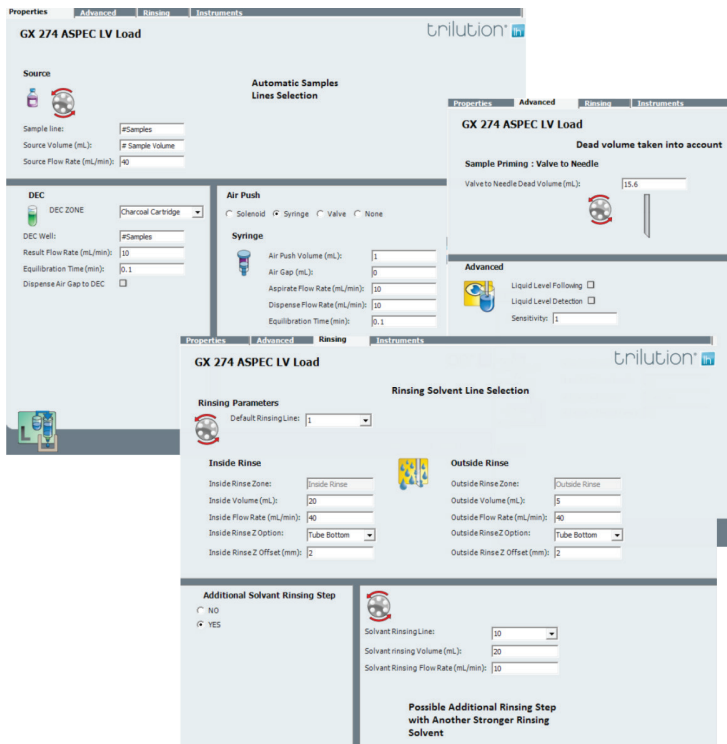 Properties Advanced Rinsing Instruments
GX 274 ASPEC LV Load
trilution® lh
Source
Automatic Samples
Lines Selection
Sample line: #Samples
Source Volume (mL): # Sample Volume
Source Flow Rate (mL/min): 40
DEC
DEC ZONE Charcoal Cartridge
DEC Well: #Samples
Result Flow Rate (mL/min): 10
Equilibration Time (min): 0.1
Dispense Air Gap to DEC
Air Push
Solenoid Syringe Valve None
Syringe
Air Push Volume (mL): 1
Air Gap (mL): 0
Aspirate Flow Rate (mL/min): 10
Dispense Flow Rate (mL/min): 10
Equilibration Time (min): 0.1
L
Properties Advanced Rinsing Instruments
GX 274 ASPEC LV Load
Dead volume taken into account
Sample Priming : Valve to Needle
Valve to Needle Dead Volume (mL): 15.6
Advanced
Liquid Level Following
Liquid Level Detection
Sensitivity: 1
Properties Advanced Rinsing Instruments
GX 274 ASPEC LV Load
trilution® lh
Rinsing Solvent Line Selection
Rinsing Parameters
Default Rinsing Line: 1
Inside Rinse
Inside Rinse Zone: Inside Rinse
Inside Volume (mL): 20
Inside Flow Rate (mL/min): 40
Inside Rinse Z Option: Tube Bottom
Inside Rinse Z Offset (mm): 2
Outside Rinse
Outside Rinse Zone: Outside Rinse
Outside Volume (mL): 5
Outside Flow Rate (mL/min): 40
Outside Rinse Z Option: Tube Bottom
Outside Rinse Z Offset (mm): 2
Additional Solvant Rinsing Step
NO
YES
Solvant Rinsing Line: 10
Solvant rinsing Volume (mL): 20
Solvant Rinsing Flow Rate (mL/min): 10
Possible Additional Rinsing Step
with Another Stronger Rinsing
Solvent